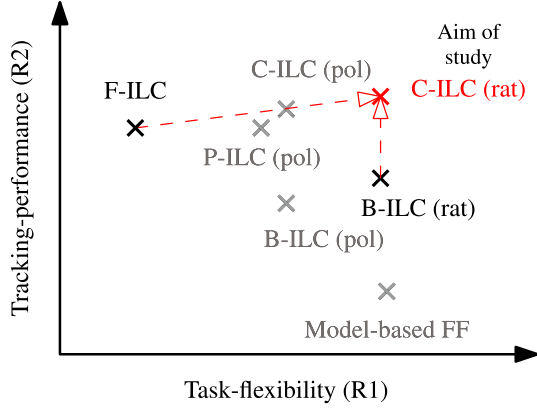 Aim of
study
C-ILC (pol)
F-ILC
C-ILC (rat)
P-ILC (pol)
B-ILC (rat)
B-ILC (pol)
Model-based FF
Tracking-performance (R2)
Task-flexibility (R1)